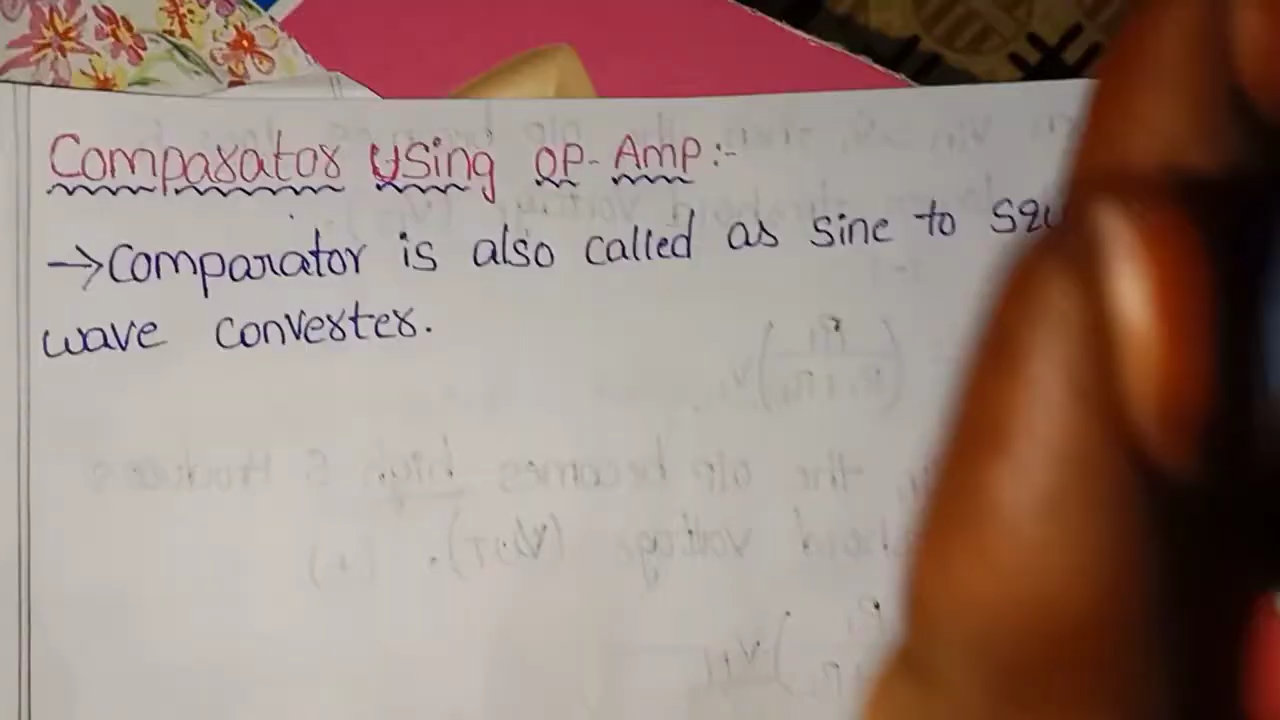 Comparator Using OP-Amp:-
→ Comparator is also called as sine to
wave converter.